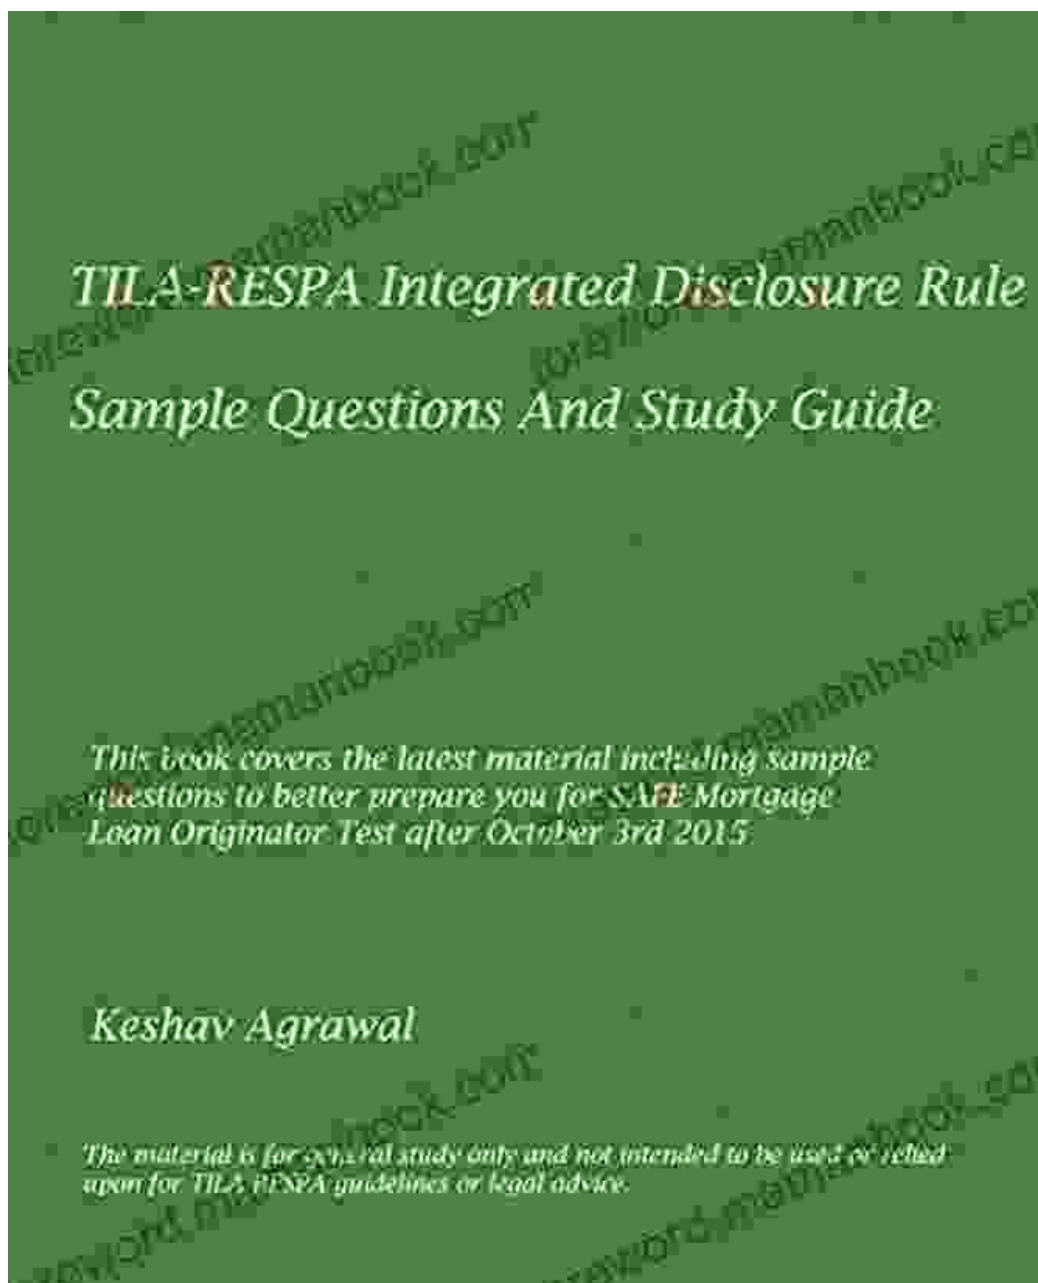 TILA-RESPA Integrated Disclosure Rule
Sample Questions And Study Guide
This book covers the latest material including sample
questions to better prepare you for SAFE Mortgage
Loan Originator Test after October 3rd 2015
Keshav Agrawal
The material is for general study only and not intended to be used or relied
upon for TILA RESPA guidelines or legal advice.